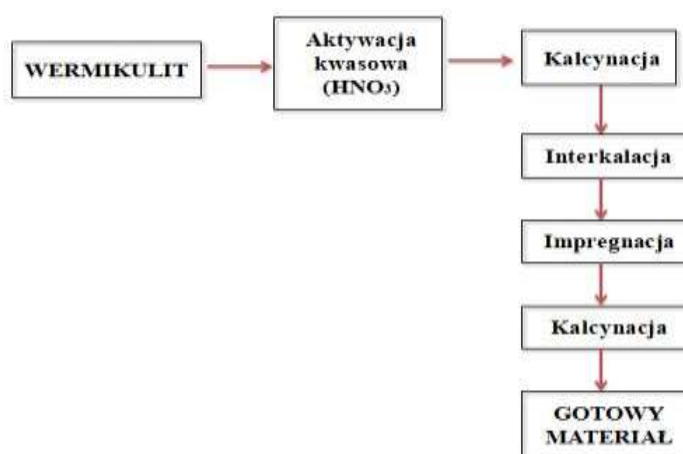 WERMIKULIT
Aktywacja
kwasowa
(HNO₃)
Kalcynacja
Interkalacja
Impregnacja
Kalcynacja
GOTOWY
MATERIAŁ